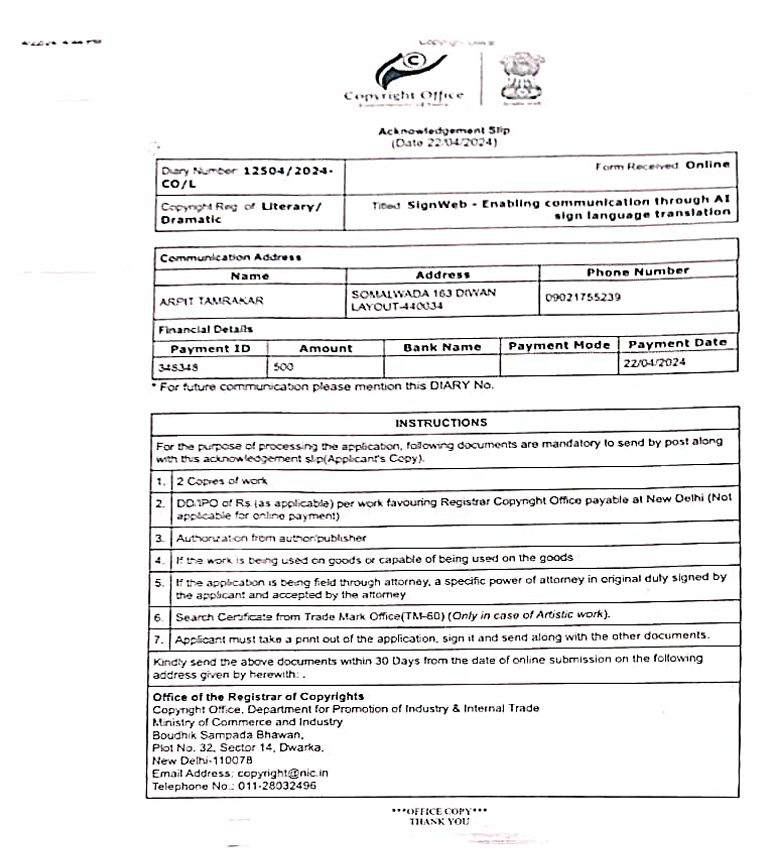 Copyright Office
Acknowledgement Slip
(Date 22/04/2024)
Diary Number 12504/2024-
CO/L
Form Received Online
Copyright Reg of Literary/
Dramatic
Titled SignWeb - Enabling communication through AI
sign language translation
Communication Address
Name Address Phone Number
ARPIT TAMRAKAR
SOMALWADA 163 DIWAN
LAYOUT-440034
09021755239
Financial Details
Payment ID Amount Bank Name Payment Mode Payment Date
345348 500 22/04/2024
* For future communication please mention this DIARY No.
INSTRUCTIONS
For the purpose of processing the application, following documents are mandatory to send by post along
with this acknowledgement slip(Applicant's Copy).
1. 2 Copies of work
2. DD/IPO of Rs (as applicable) per work favouring Registrar Copyright Office payable at New Delhi (Not
applicable for online payment)
3. Authorization from author/publisher
4. If the work is being used on goods or capable of being used on the goods
5. If the application is being field through attorney, a specific power of attorney in original duly signed by
the applicant and accepted by the attorney
6. Search Certificate from Trade Mark Office(TM-60) (Only in case of Artistic work).
7. Applicant must take a print out of the application, sign it and send along with the other documents.
Kindly send the above documents within 30 Days from the date of online submission on the following
address given by herewith: .
Office of the Registrar of Copyrights
Copyright Office, Department for Promotion of Industry & Internal Trade
Ministry of Commerce and Industry
Boudhik Sampada Bhawan,
Plot No. 32, Sector 14, Dwarka,
New Delhi-110078
Email Address: copyright@nic.in
Telephone No.: 011-28032496
***OFFICE COPY***
THANK YOU